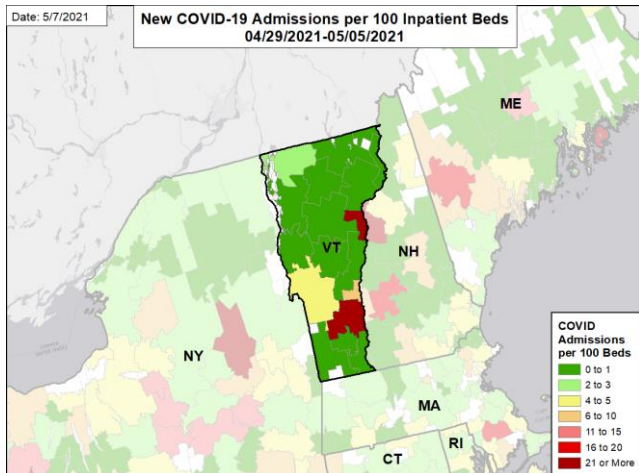 Date: 5/7/2021
New COVID-19 Admissions per 100 Inpatient Beds
04/29/2021-05/05/2021
ME
VT
NH
NY
MA
CT
RI
COVID
Admissions
per 100 Beds
0 to 1
2 to 3
4 to 5
6 to 10
11 to 15
16 to 20
21 or More